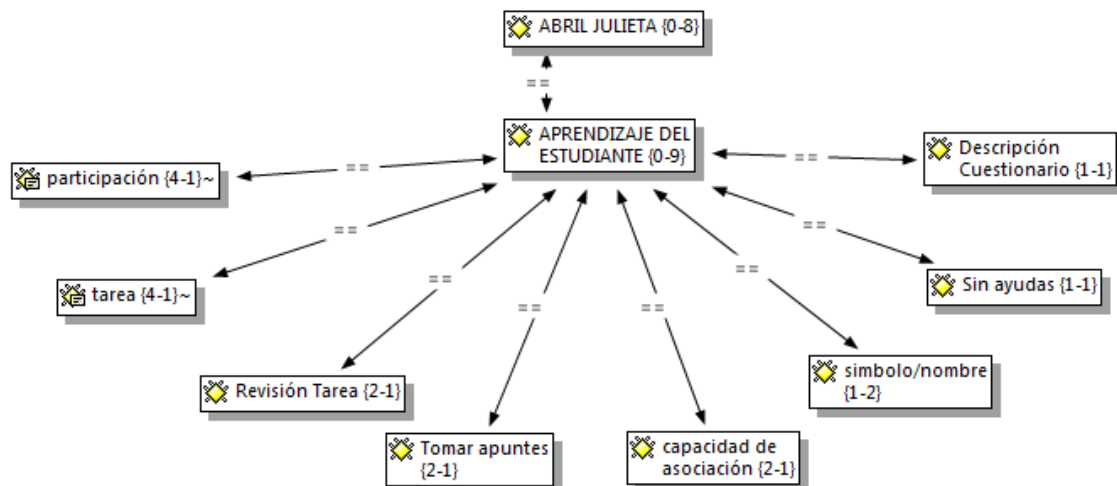 ABRIL JULIETA {0-8}
==
APRENDIZAJE DEL
ESTUDIANTE {0-9}
==
Descripción
Cuestionario {1-1}
==
participación {4-1}~
==
tarea {4-1}~
==
Sin ayudas {1-1}
==
Revisión Tarea {2-1}
==
simbolo/nombre
{1-2}
==
Tomar apuntes
{2-1}
==
capacidad de
asociación {2-1}